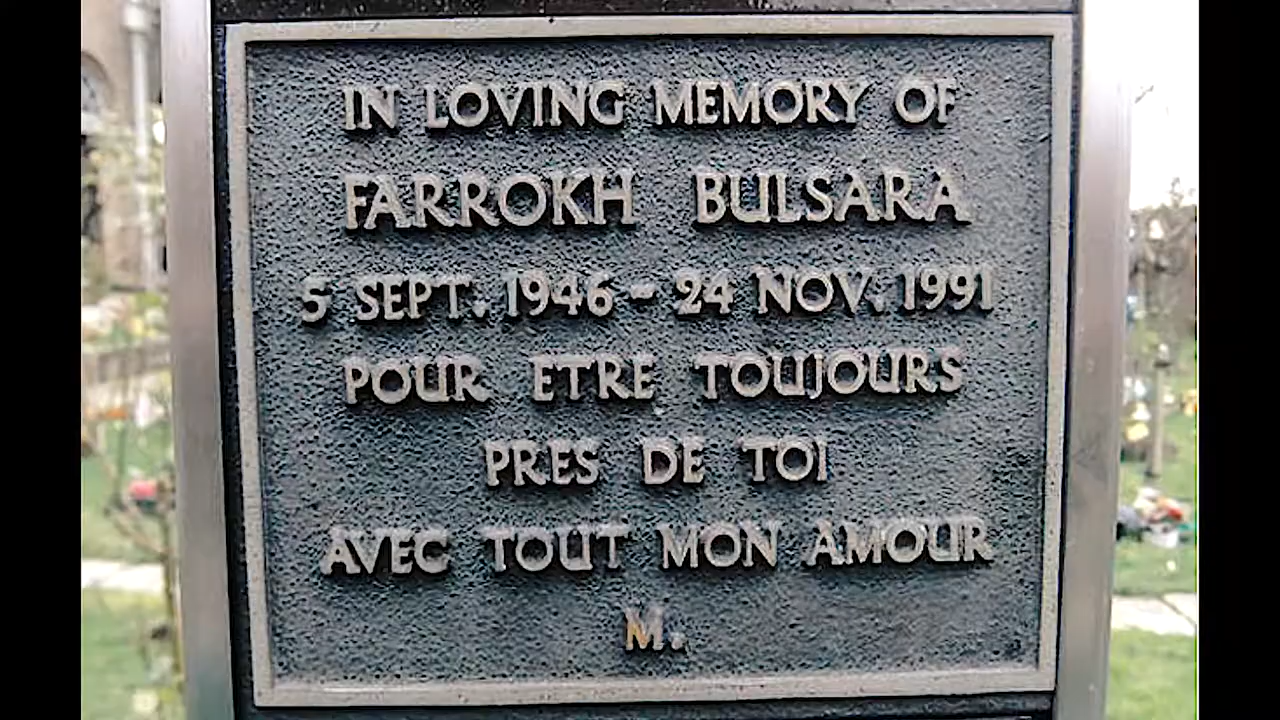 IN LOVING MEMORY OF
FARROKH BULSARA
5 SEPT. 1946 - 24 NOV. 1991
POUR ETRE TOUJOURS
PRES DE TOI
AVEC TOUT MON AMOUR
M.